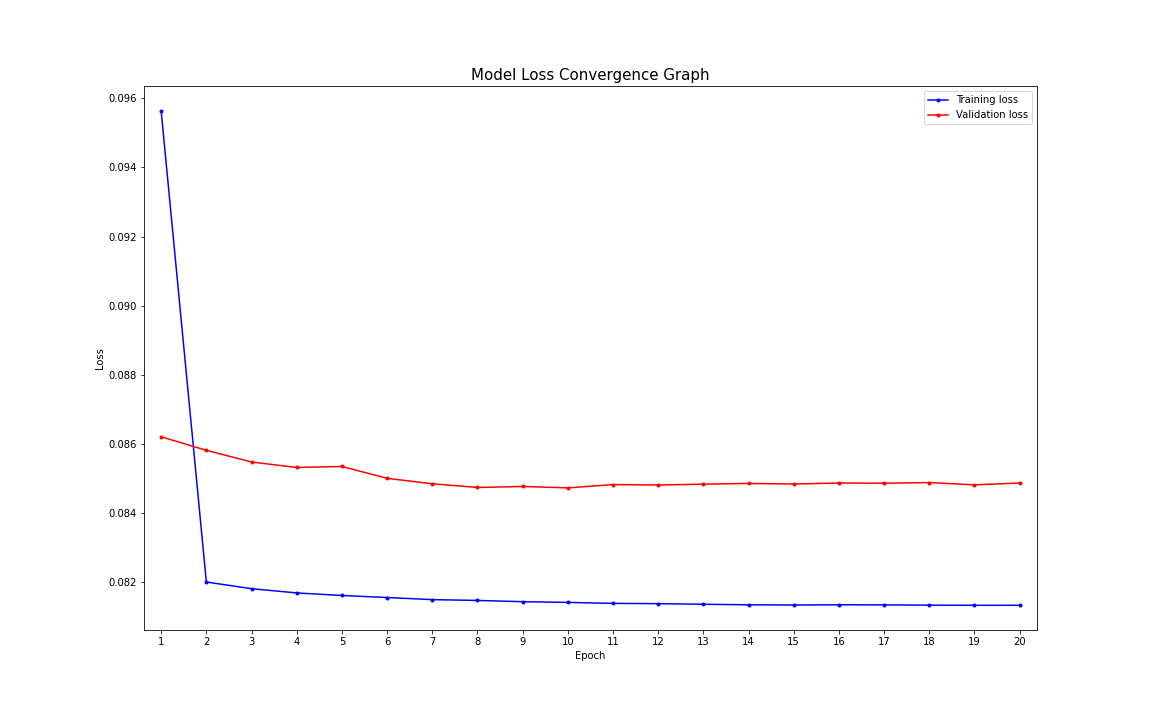 Model Loss Convergence Graph
Training loss
Validation loss
0.096
0.094
0.092
0.090
0.088
0.086
0.084
0.082
Loss
1 2 3 4 5 6 7 8 9 10 11 12 13 14 15 16 17 18 19 20
Epoch